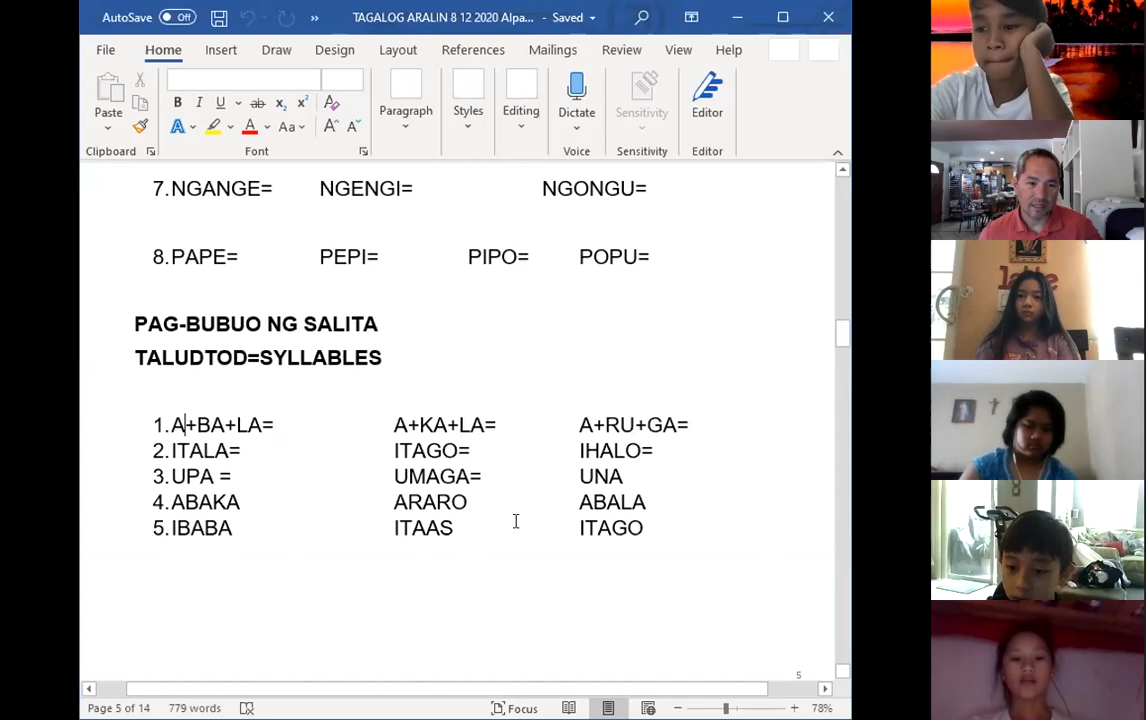 AutoSave Off TAGALOG ARALIN 8 12 2020 Alpa... - Saved
File Home Insert Draw Design Layout References Mailings Review View Help
Paste Paragraph Styles Editing Dictate Sensitivity Editor
Clipboard Font Voice Sensitivity Editor
7. NGANGE= NGENGI= NGONGU=
8. PAPE= PEPI= PIPO= POPU=
PAG-BUBUO NG SALITA
TALUDTOD=SYLLABLES
1. A+BA+LA= A+KA+LA= A+RU+GA=
2. ITALA= ITAGO= IHALO=
3. UPA = UMAGA= UNA
4. ABAKA ARARO ABALA
5. IBABA ITAAS ITAGO
5
Page 5 of 14 779 words Focus 78%
latte